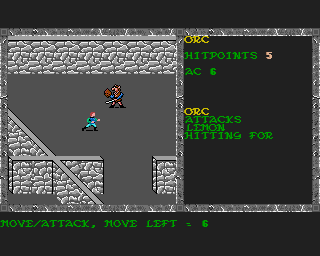 ORC
HITPOINTS 5
AC 6
ORC
ATTACKS
LEMON
HITTING FOR
MOVE/ATTACK, MOVE LEFT = 6